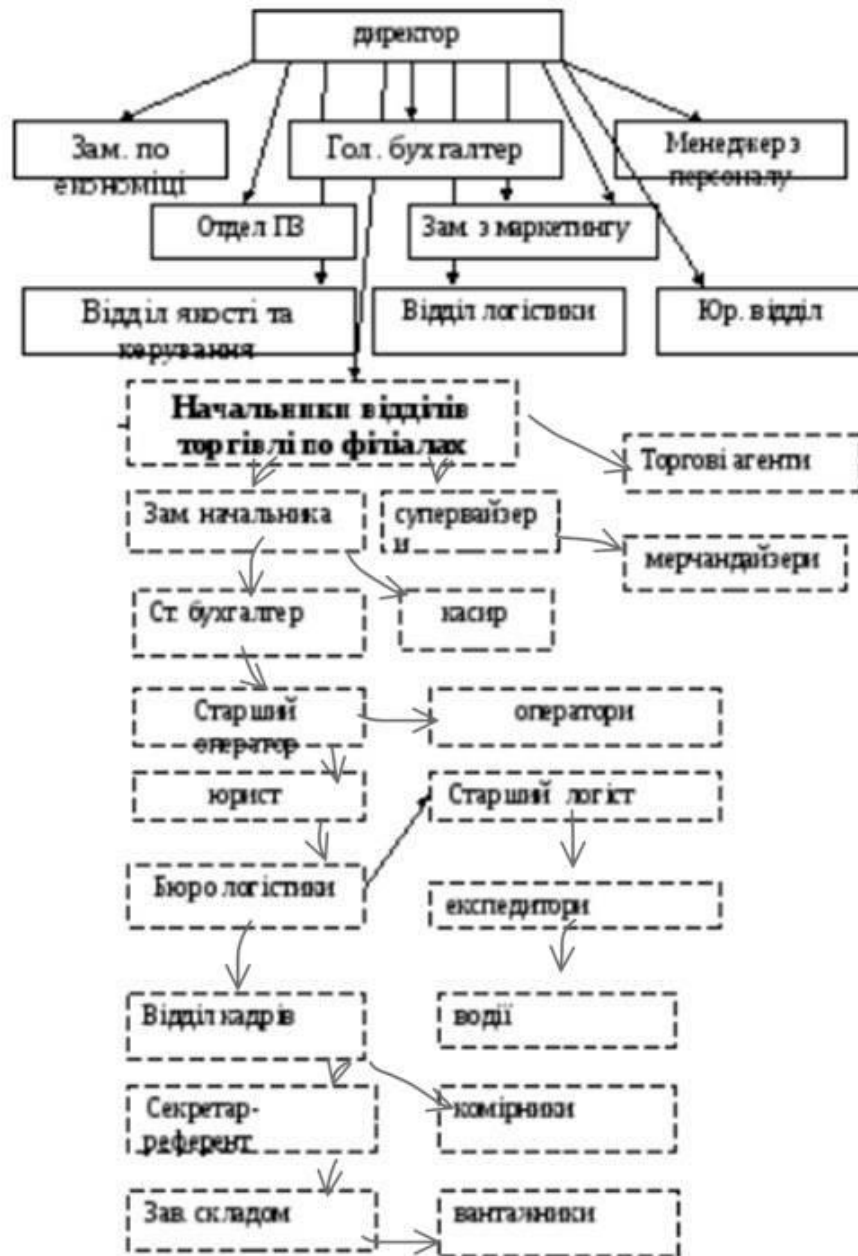 директор
Зам. по
економіці
Гол. бухгалтер
Менеджер з
персоналу
Отдел ПЗ
Зам. з маркетингу
Відділ якості та
керування
Відділ логістики
Юр. відділ
Начальники відділів
торгівлі по філіалах
Торгові агенти
Зам. начальника
супервайзер
и
мерчандайзери
Ст. бухгалтер
касир
Старший
оператор
оператори
юрист
Старший логіст
Бюро логістики
експедитори
Відділ кадрів
водії
Секретар-
референт
комірники
Зав. складом
вантажники